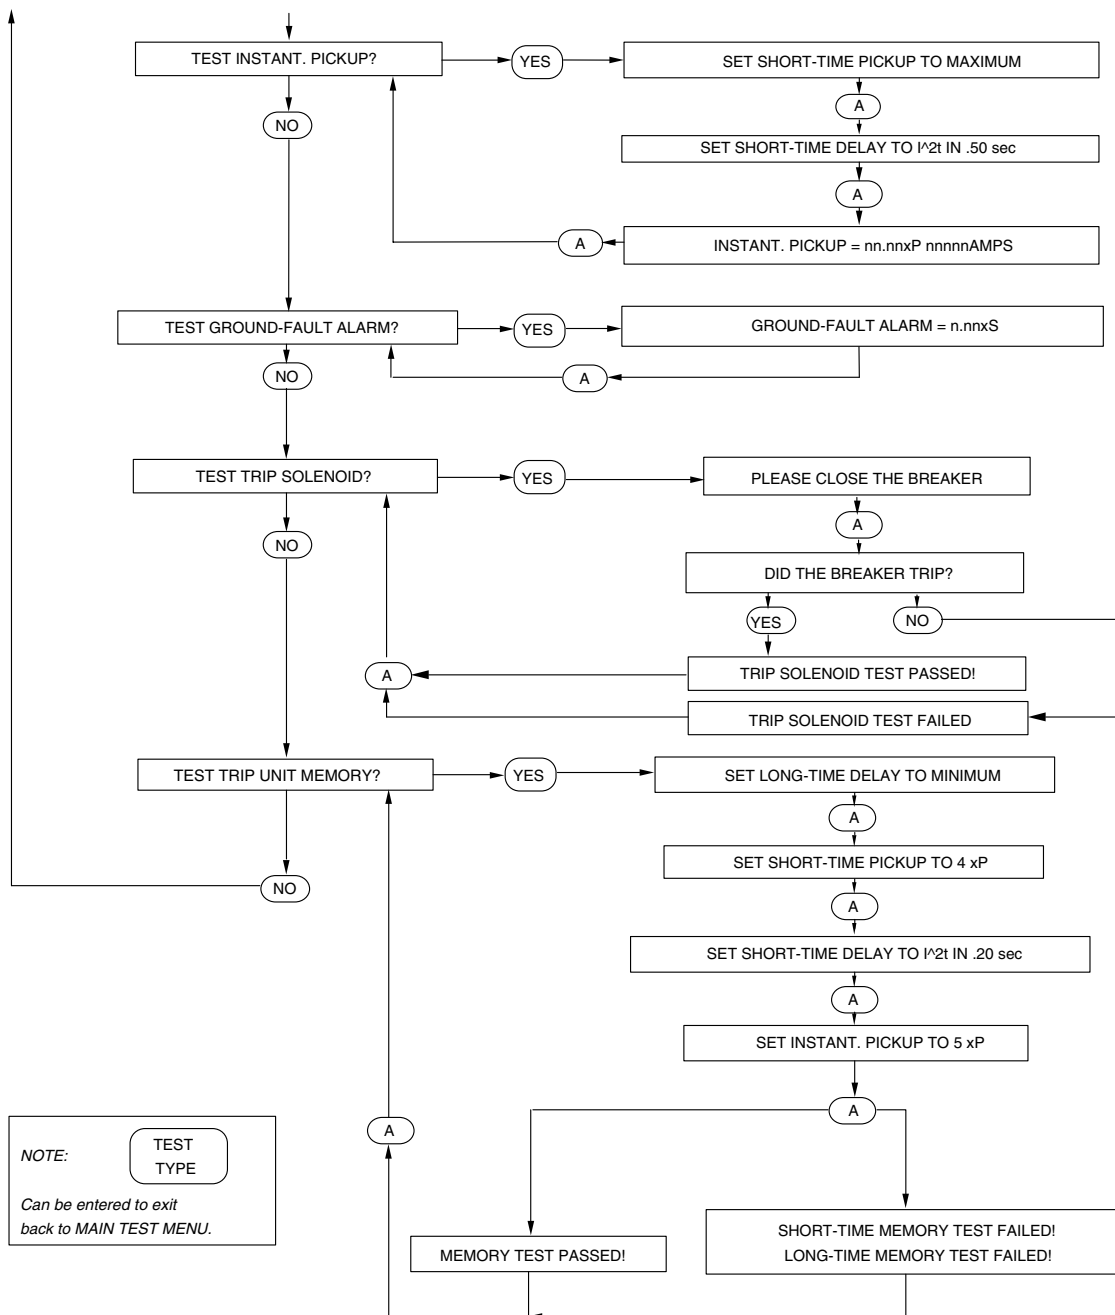 TEST INSTANT. PICKUP?
YES
SET SHORT-TIME PICKUP TO MAXIMUM
A
NO
SET SHORT-TIME DELAY TO I^2t IN .50 sec
A
INSTANT. PICKUP = nn.nnxP nnnnnAMPS
A
TEST GROUND-FAULT ALARM?
YES
GROUND-FAULT ALARM = n.nnxS
NO
A
TEST TRIP SOLENOID?
YES
PLEASE CLOSE THE BREAKER
A
NO
DID THE BREAKER TRIP?
YES
NO
A
TRIP SOLENOID TEST PASSED!
TRIP SOLENOID TEST FAILED
TEST TRIP UNIT MEMORY?
YES
SET LONG-TIME DELAY TO MINIMUM
A
SET SHORT-TIME PICKUP TO 4 xP
NO
A
SET SHORT-TIME DELAY TO I^2t IN .20 sec
A
SET INSTANT. PICKUP TO 5 xP
A
A
NOTE:
TEST
TYPE
Can be entered to exit
back to MAIN TEST MENU.
MEMORY TEST PASSED!
SHORT-TIME MEMORY TEST FAILED!
LONG-TIME MEMORY TEST FAILED!